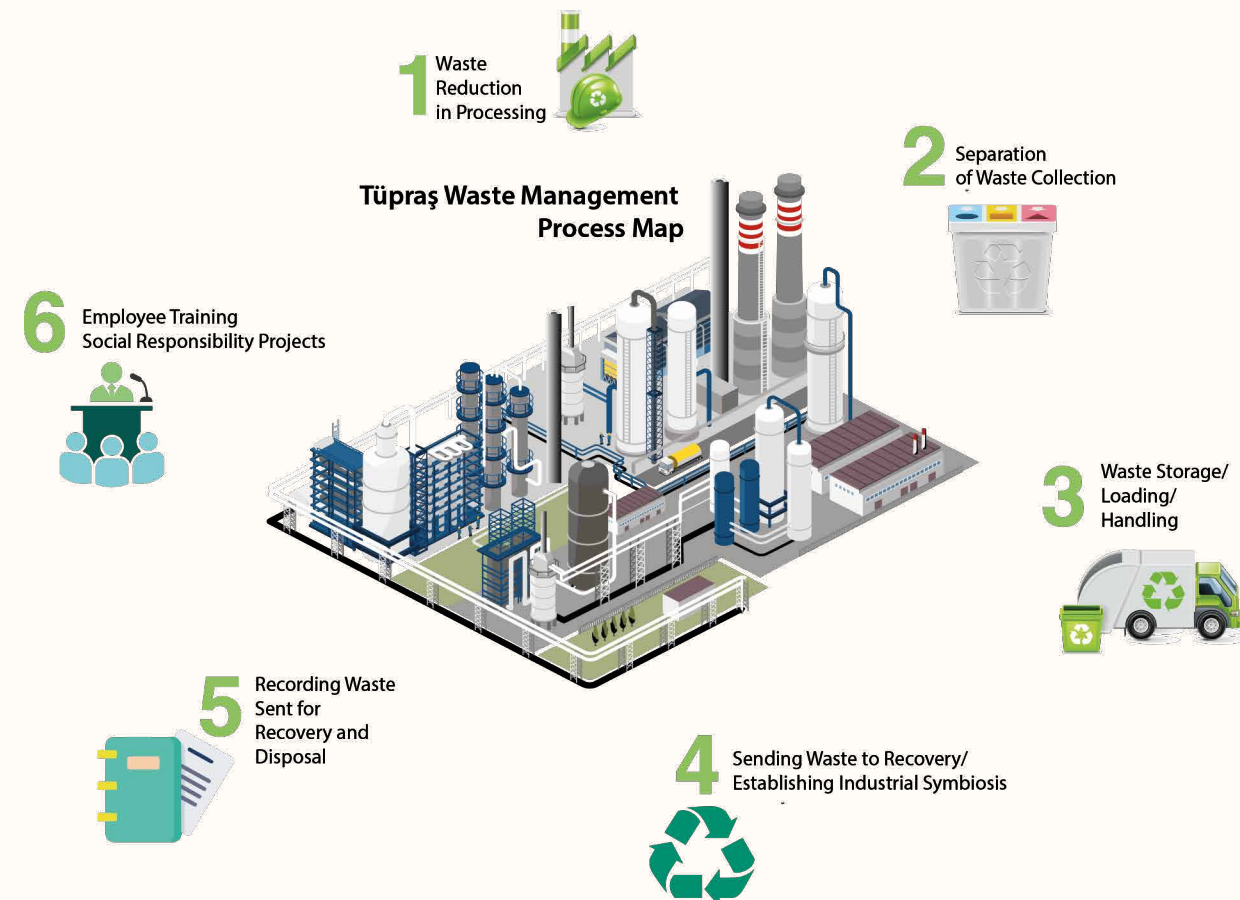 1
Waste
Reduction
in Processing
2
Separation
of Waste Collection
Tüpraş Waste Management
Process Map
6
Employee Training
Social Responsibility Projects
3
Waste Storage/
Loading/
Handling
5
Recording Waste
Sent for
Recovery and
Disposal
4
Sending Waste to Recovery/
Establishing Industrial Symbiosis